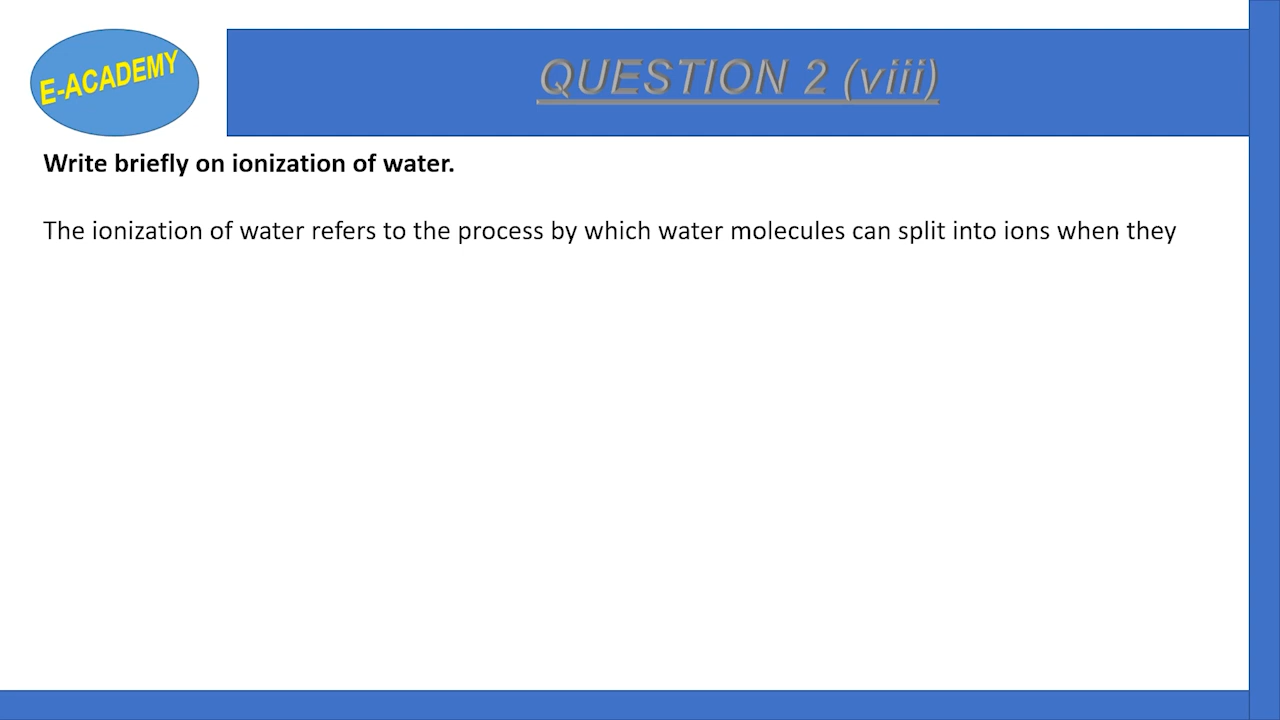 E-ACADEMY
QUESTION 2 (viii)
Write briefly on ionization of water.
The ionization of water refers to the process by which water molecules can split into ions when they